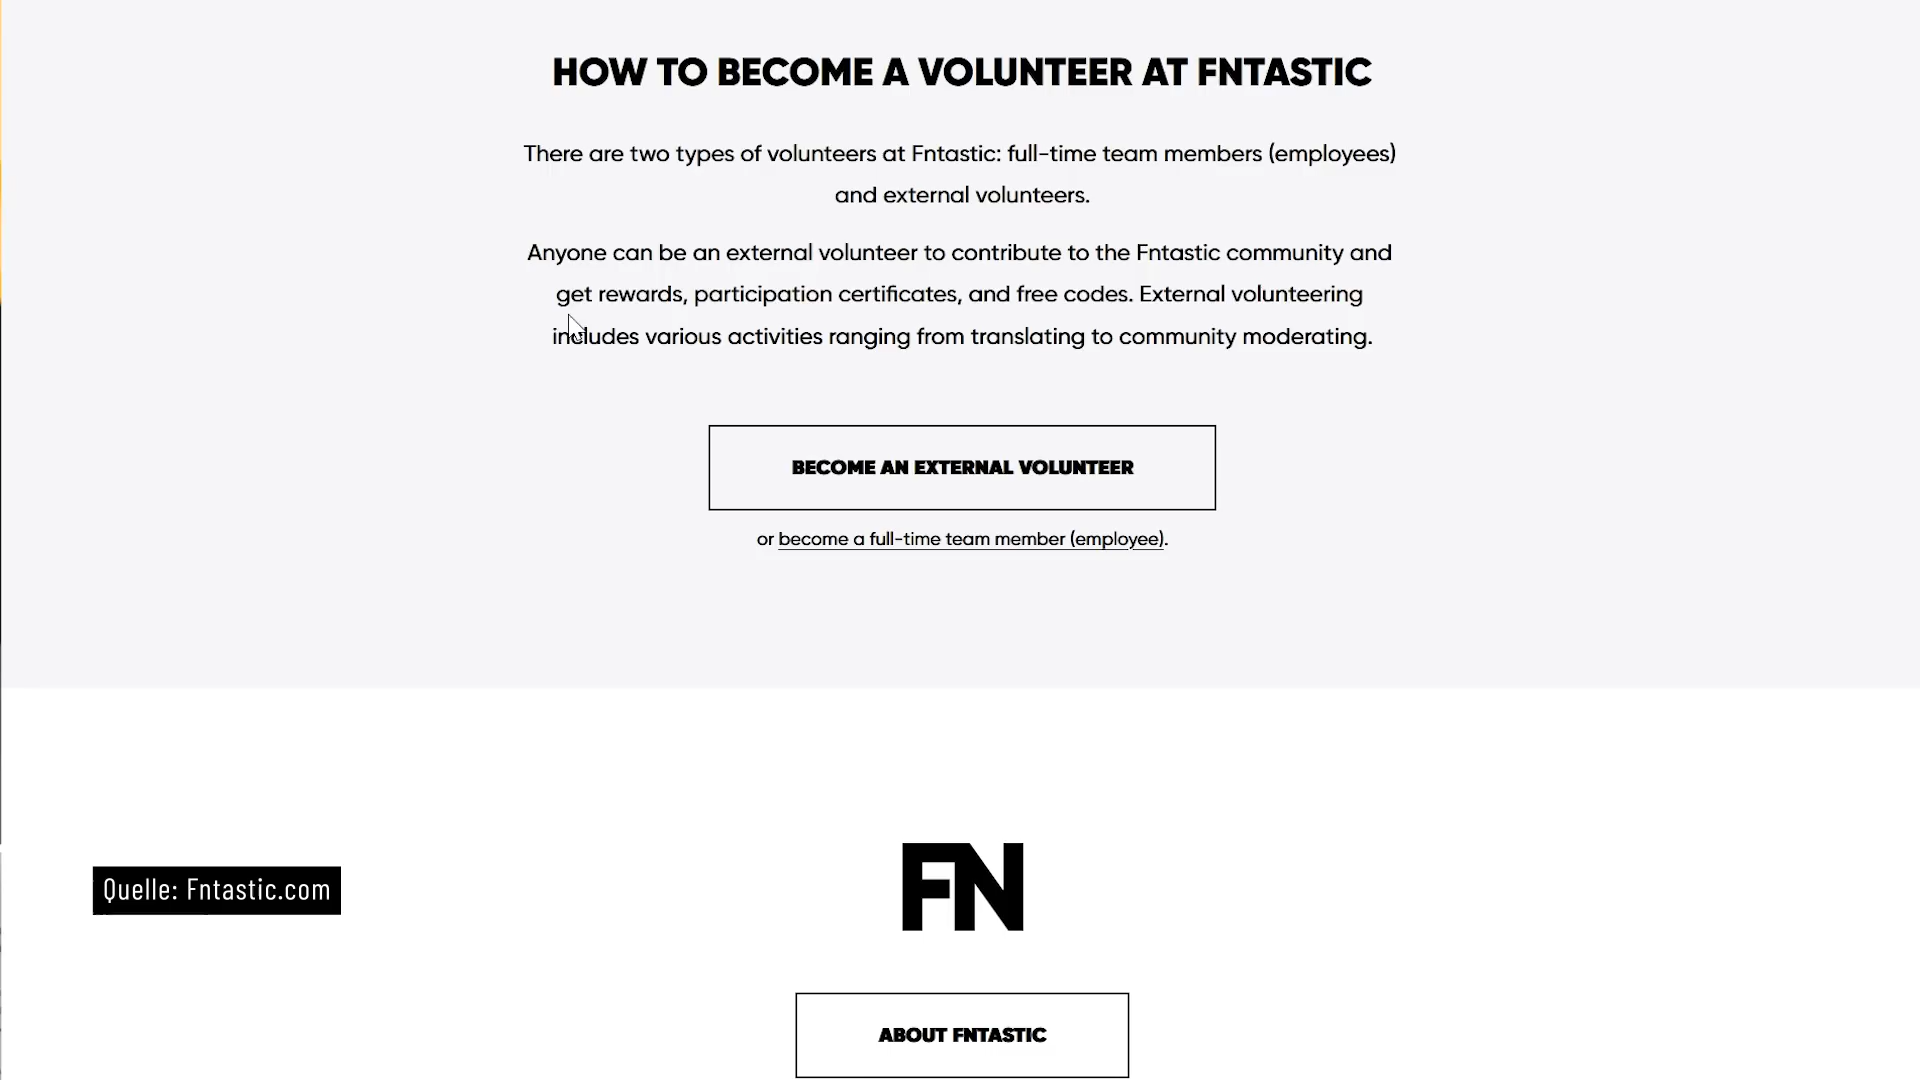 HOW TO BECOME A VOLUNTEER AT FNTASTIC
There are two types of volunteers at Fntastic: full-time team members (employees)
and external volunteers.
Anyone can be an external volunteer to contribute to the Fntastic community and
get rewards, participation certificates, and free codes. External volunteering
includes various activities ranging from translating to community moderating.
BECOME AN EXTERNAL VOLUNTEER
or become a full-time team member (employee).
Quelle: Fntastic.com
FN
ABOUT FNTASTIC